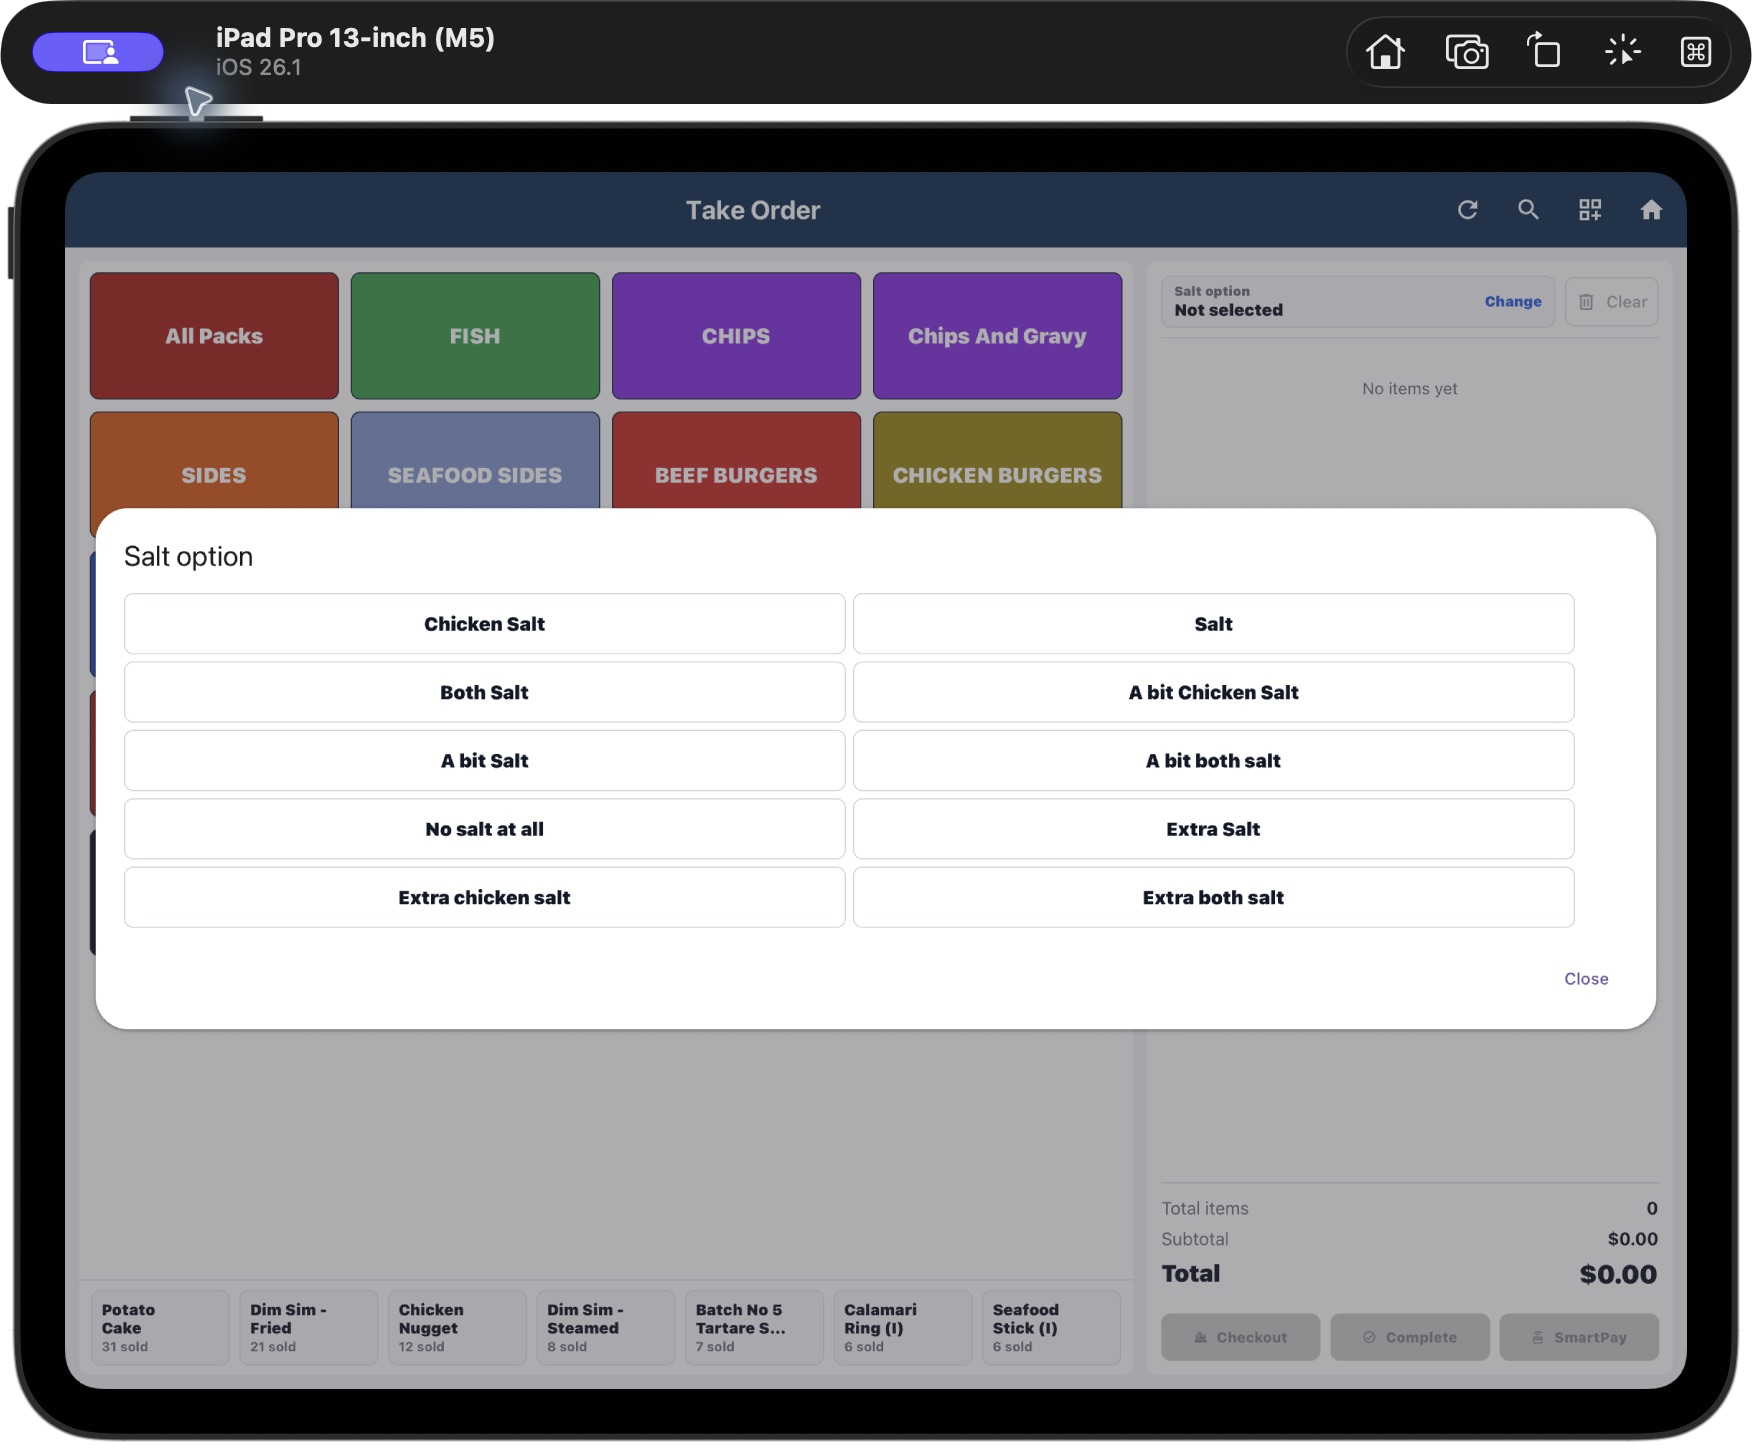 iPad Pro 13-inch (M5)
iOS 26.1
Take Order
All Packs
FISH
CHIPS
Chips And Gravy
Salt option
Not selected
Change
Clear
No items yet
SIDES
SEAFOOD SIDES
BEEF BURGERS
CHICKEN BURGERS
Salt option
Chicken Salt
Salt
Both Salt
A bit Chicken Salt
A bit Salt
A bit both salt
No salt at all
Extra Salt
Extra chicken salt
Extra both salt
Close
Total items
0
Subtotal
$0.00
Total
$0.00
Potato
Cake
31 sold
Dim Sim -
Fried
21 sold
Chicken
Nugget
12 sold
Dim Sim -
Steamed
8 sold
Batch No 5
Tartare S...
7 sold
Calamari
Ring (I)
6 sold
Seafood
Stick (I)
6 sold
Checkout
Complete
SmartPay